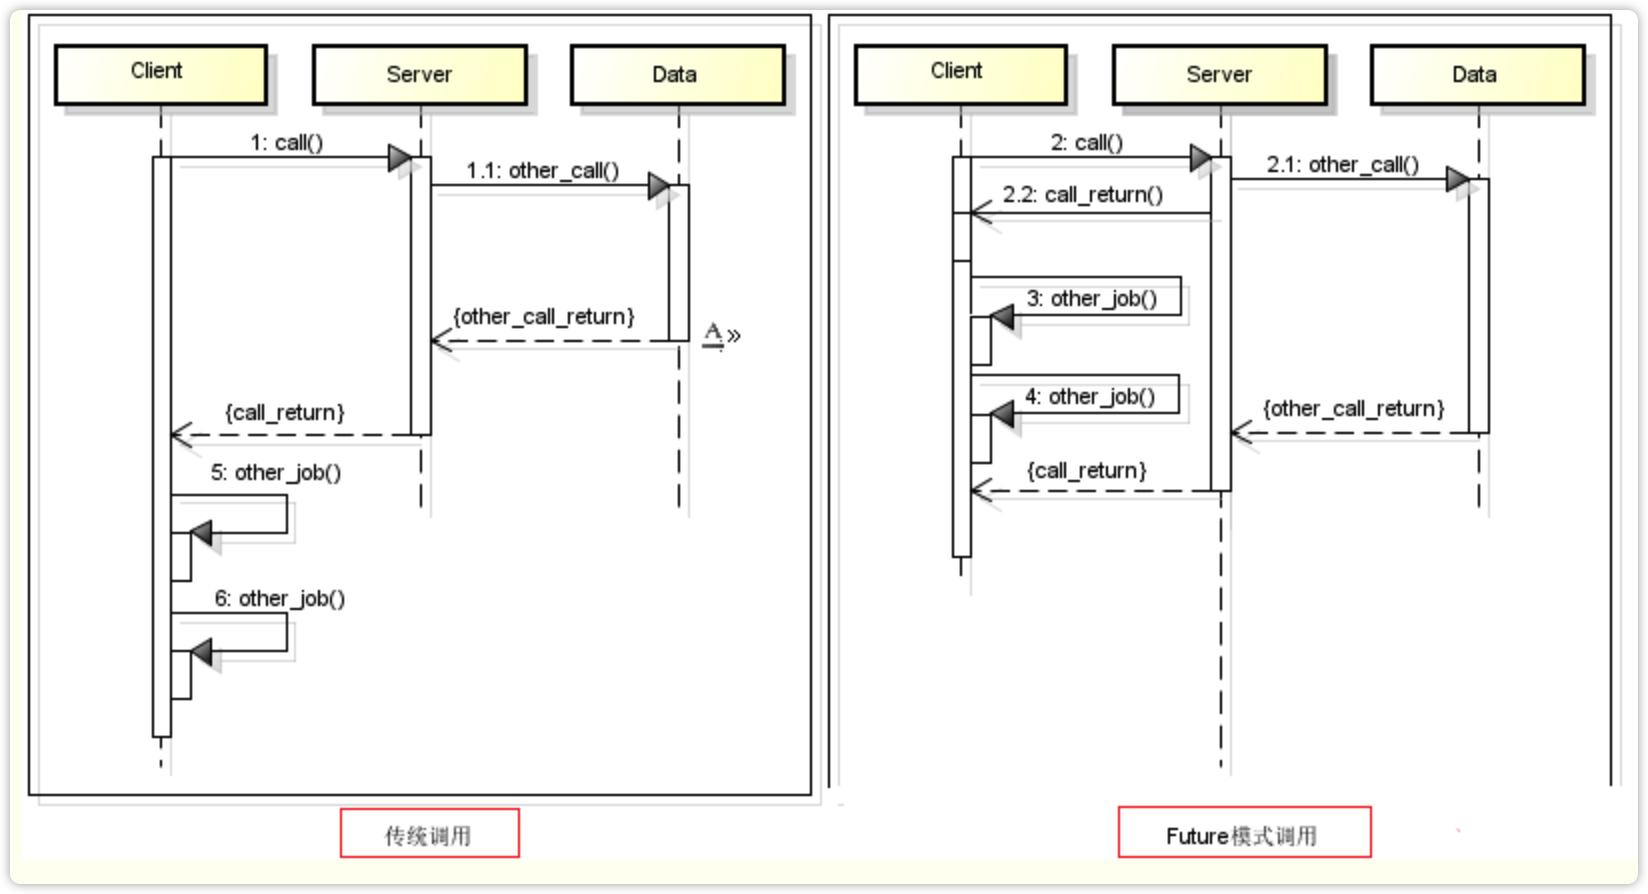 Client
Server
Data
1: call()
1.1: other_call()
{other_call_return}
A »
{call_return}
5: other_job()
6: other_job()
传统调用
Client
Server
Data
2: call()
2.1: other_call()
2.2: call_return()
3: other_job()
4: other_job()
{other_call_return}
{call_return}
Future模式调用